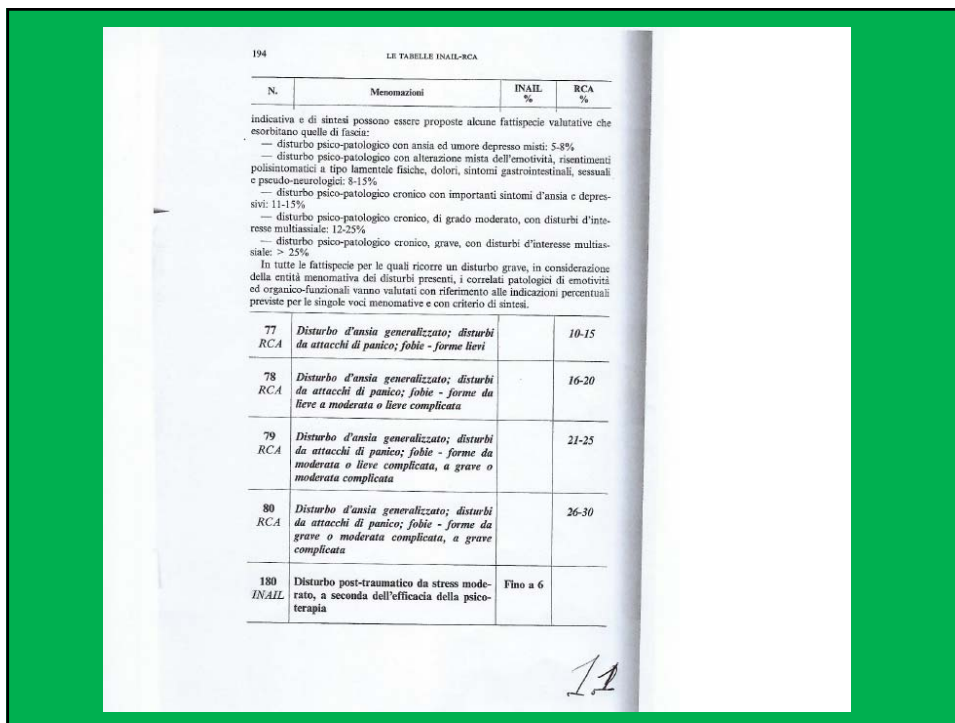 194
LE TABELLE INAIL-RCA
N.
Menomazioni
INAIL
%
RCA
%
indicativa e di sintesi possono essere proposte alcune fattispecie valutative che
esorbitano quelle di fascia:
— disturbo psico-patologico con ansia ed umore depresso misti: 5-8%
— disturbo psico-patologico con alterazione mista dell'emotività, risentimenti
polisintomatici a tipo lamentele fisiche, dolori, sintomi gastrointestinali, sessuali
e pseudo-neurologici: 8-15%
— disturbo psico-patologico cronico con importanti sintomi d'ansia e depres-
sivi: 11-15%
— disturbo psico-patologico cronico, di grado moderato, con disturbi d'inte-
resse multiassiale: 12-25%
— disturbo psico-patologico cronico, grave, con disturbi d'interesse multias-
siale: > 25%
In tutte le fattispecie per le quali ricorre un disturbo grave, in considerazione
della entità menomativa dei disturbi presenti, i correlati patologici di emotività
ed organico-funzionali vanno valutati con riferimento alle indicazioni percentuali
previste per le singole voci menomative e con criterio di sintesi.
77
RCA
Disturbo d'ansia generalizzato; disturbi
da attacchi di panico; fobie - forme lievi
10-15
78
RCA
Disturbo d'ansia generalizzato; disturbi
da attacchi di panico; fobie - forme da
lieve a moderata o lieve complicata
16-20
79
RCA
Disturbo d'ansia generalizzato; disturbi
da attacchi di panico; fobie - forme da
moderata o lieve complicata, a grave o
moderata complicata
21-25
80
RCA
Disturbo d'ansia generalizzato; disturbi
da attacchi di panico; fobie - forme da
grave o moderata complicata, a grave
complicata
26-30
180
INAIL
Disturbo post-traumatico da stress mode-
rato, a seconda dell'efficacia della psico-
terapia
Fino a 6
11